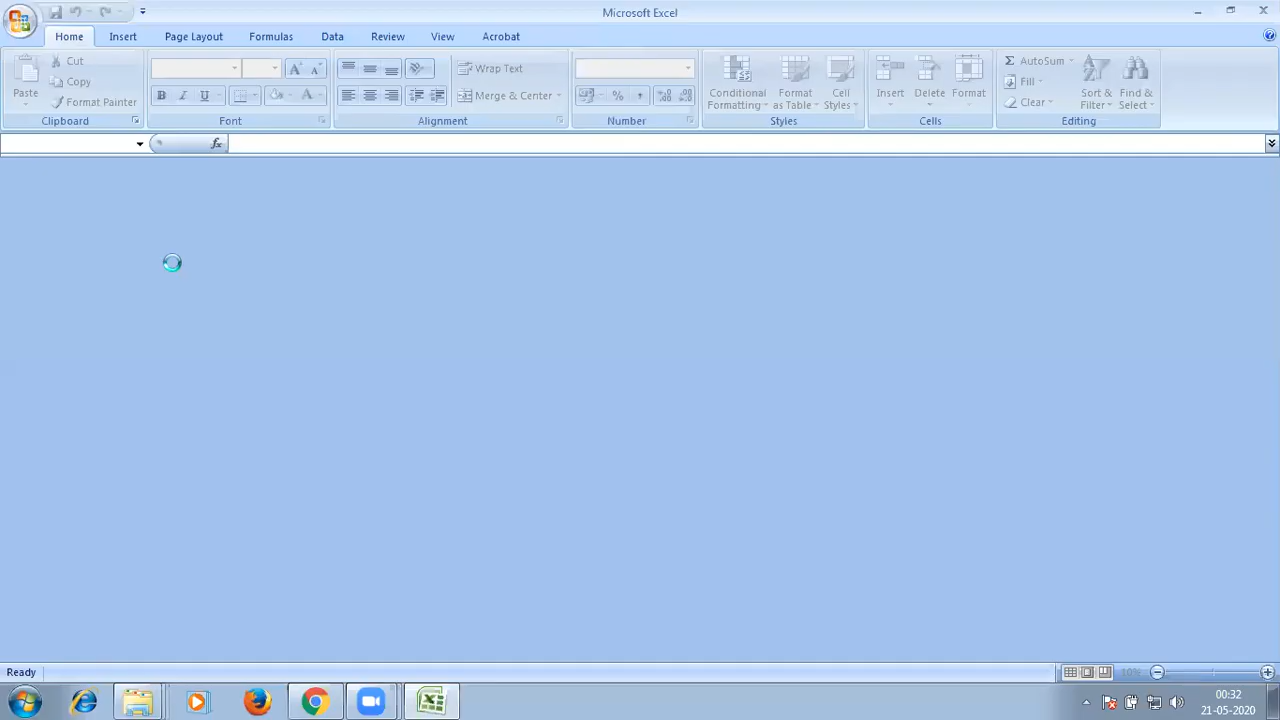 Microsoft Excel
Home Insert Page Layout Formulas Data Review View Acrobat
Paste Cut Copy Format Painter
B I U
A A A
Wrap Text
Merge & Center
% ,
Conditional Formatting Format as Table Cell Styles
Insert Delete Format
Σ AutoSum Fill Clear
Sort & Filter Find & Select
Clipboard Font Alignment Number Styles Cells Editing
fx
Ready 10%
00:32
21-05-2020